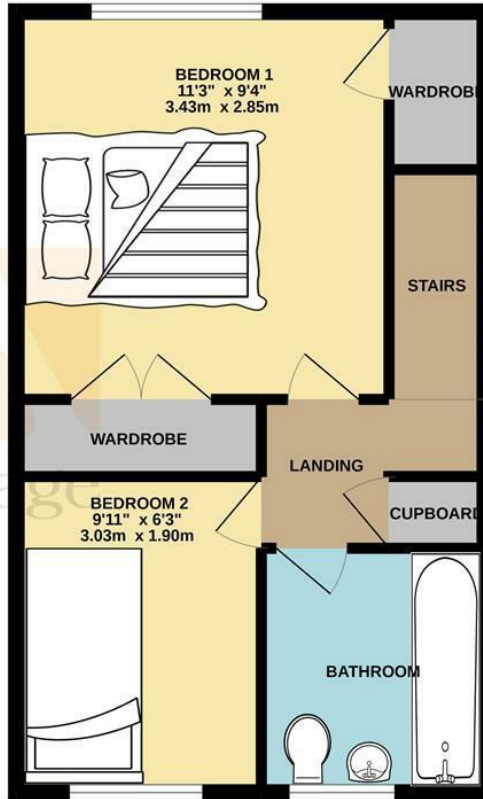 BEDROOM 1
11'3" x 9'4"
3.43m x 2.85m
WARDROBE
STAIRS
WARDROBE
LANDING
BEDROOM 2
9'11" x 6'3"
3.03m x 1.90m
CUPBOARD
BATHROOM